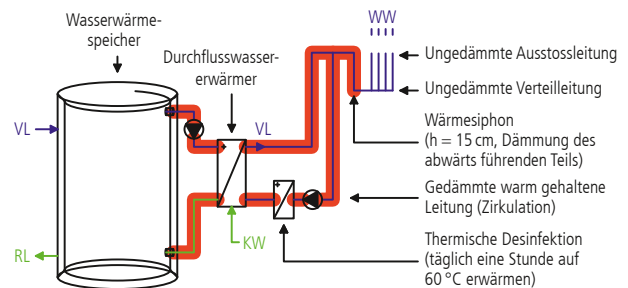 WW
Wasserwärme-
speicher
Durchflusswasser-
erwärmer
Ungedämmte Ausstossleitung
Ungedämmte Verteilleitung
VL
VL
Wärmesiphon
(h = 15 cm, Dämmung des
abwärts führenden Teils)
Gedämmte warm gehaltene
Leitung (Zirkulation)
RL
KW
Thermische Desinfektion
(täglich eine Stunde auf
60 °C erwärmen)